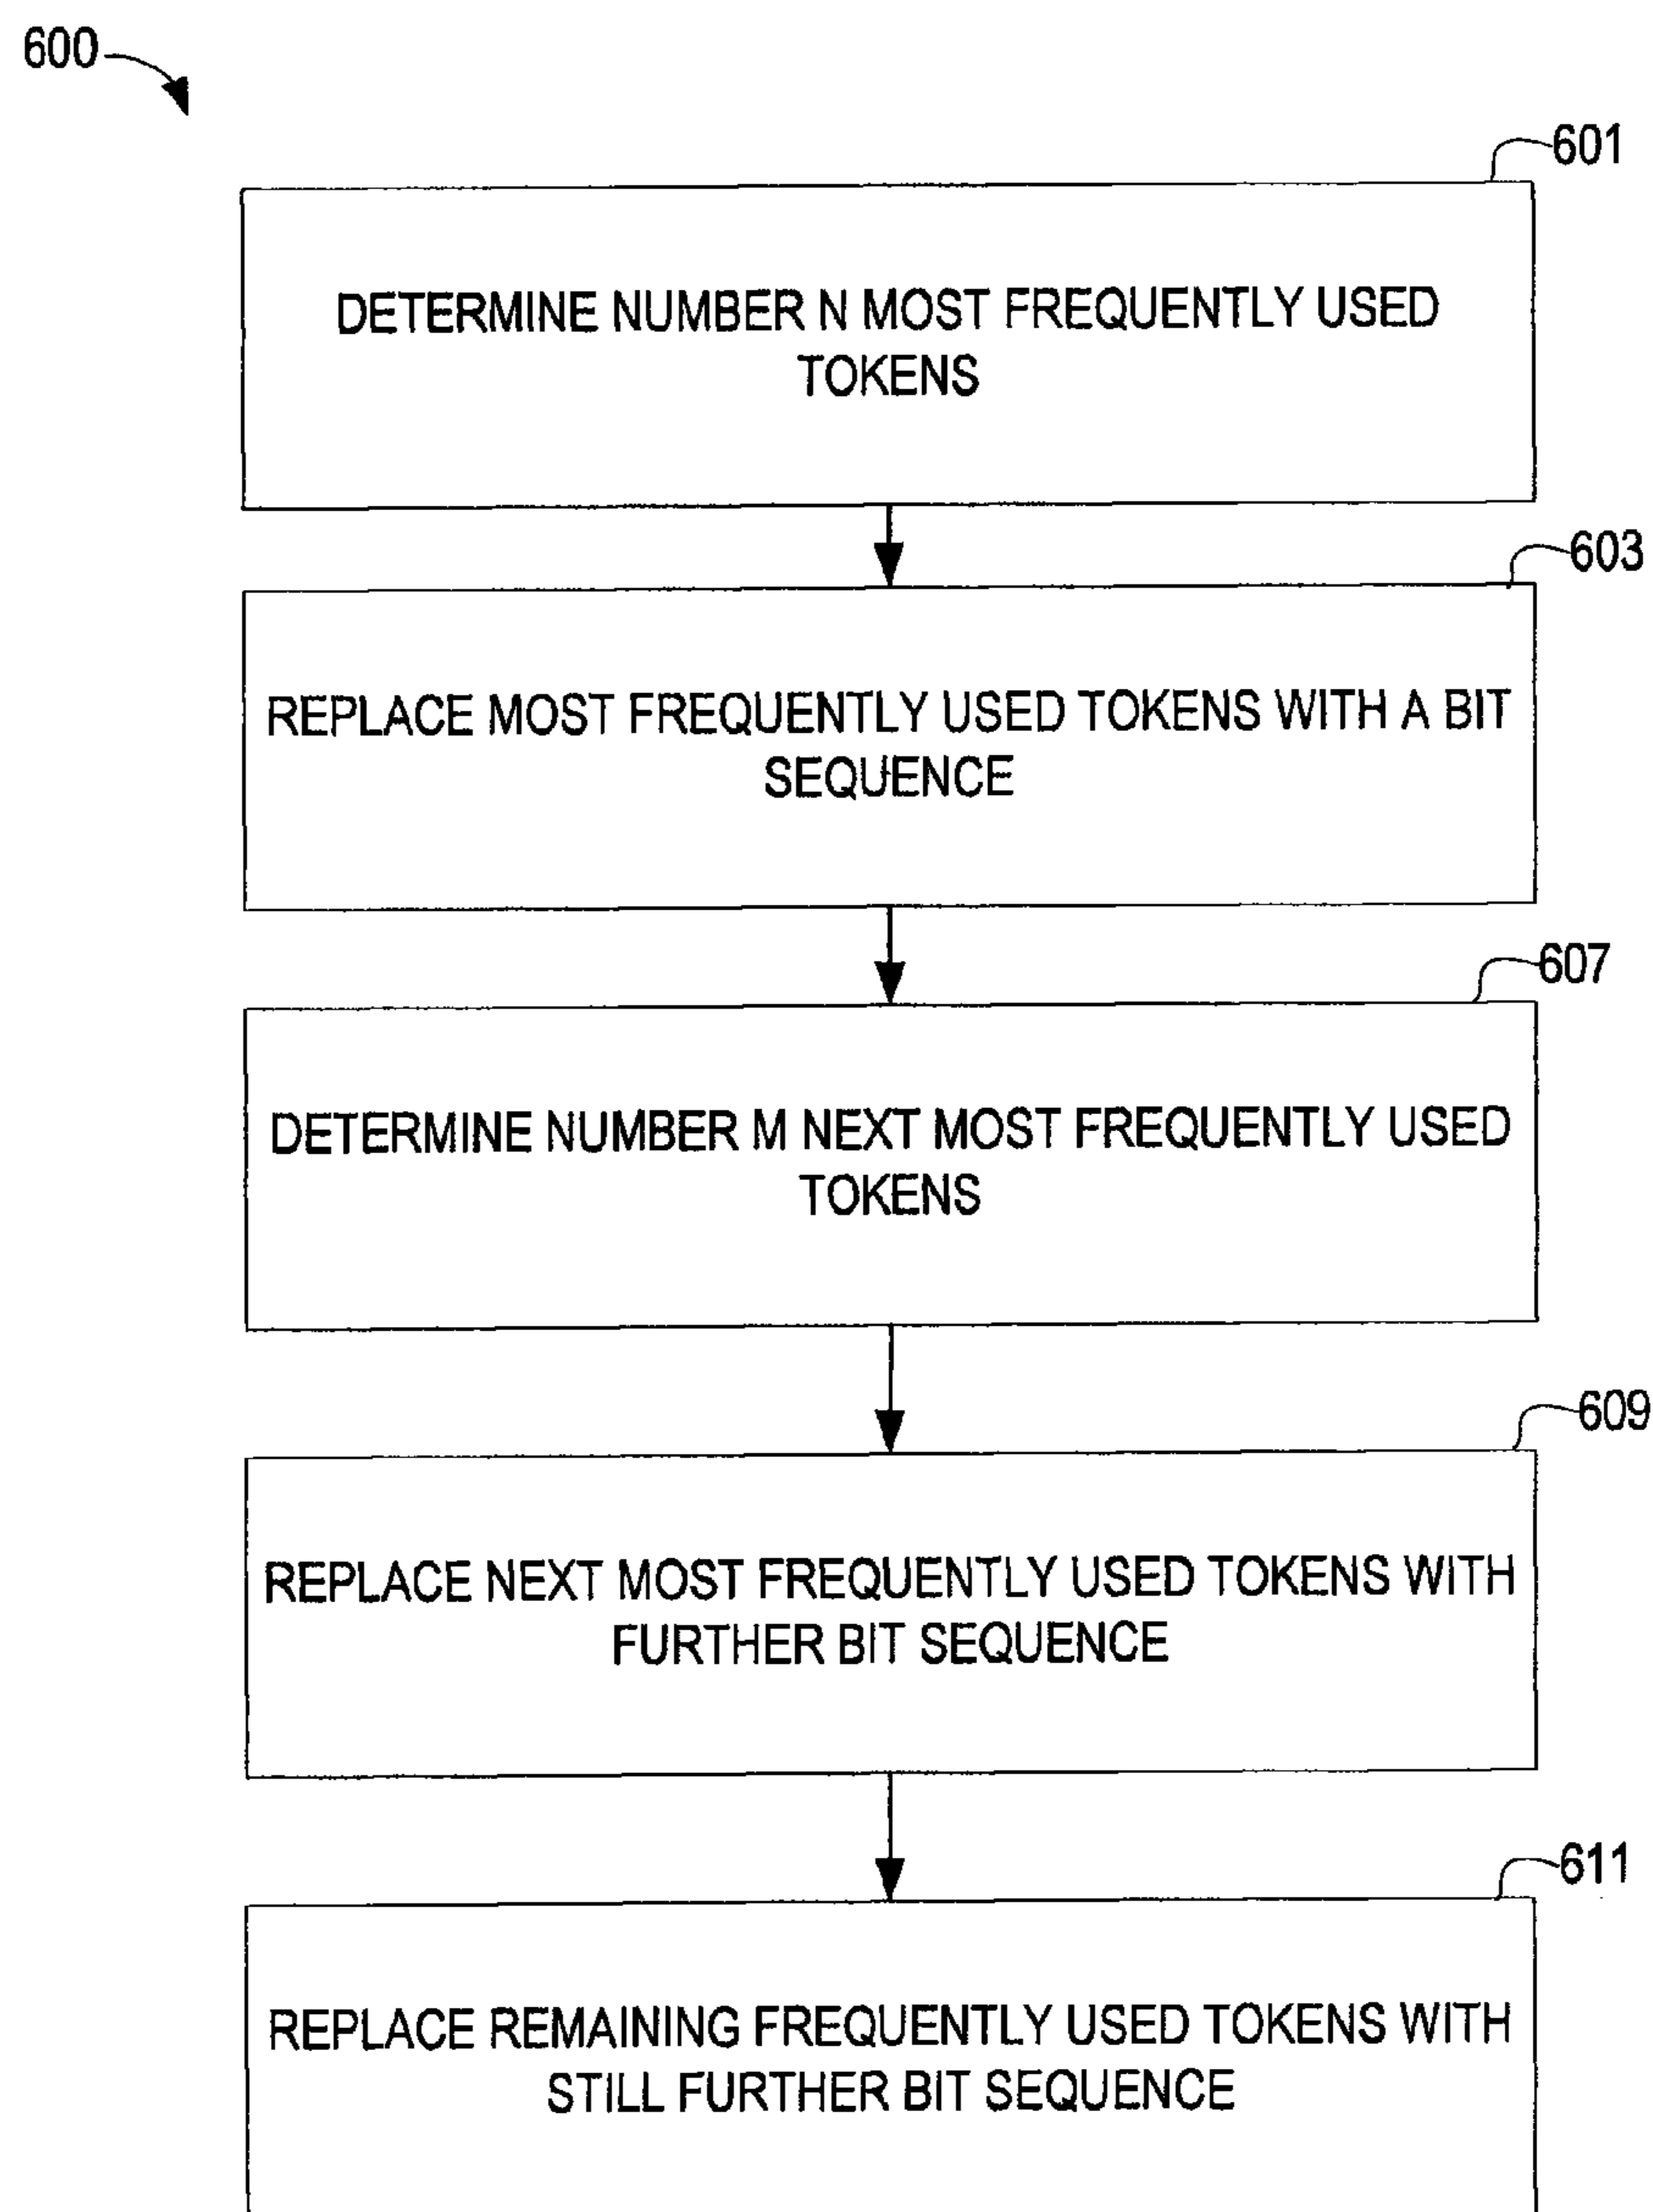 600
601
DETERMINE NUMBER N MOST FREQUENTLY USED
TOKENS
603
REPLACE MOST FREQUENTLY USED TOKENS WITH A BIT
SEQUENCE
607
DETERMINE NUMBER M NEXT MOST FREQUENTLY USED
TOKENS
609
REPLACE NEXT MOST FREQUENTLY USED TOKENS WITH
FURTHER BIT SEQUENCE
611
REPLACE REMAINING FREQUENTLY USED TOKENS WITH
STILL FURTHER BIT SEQUENCE